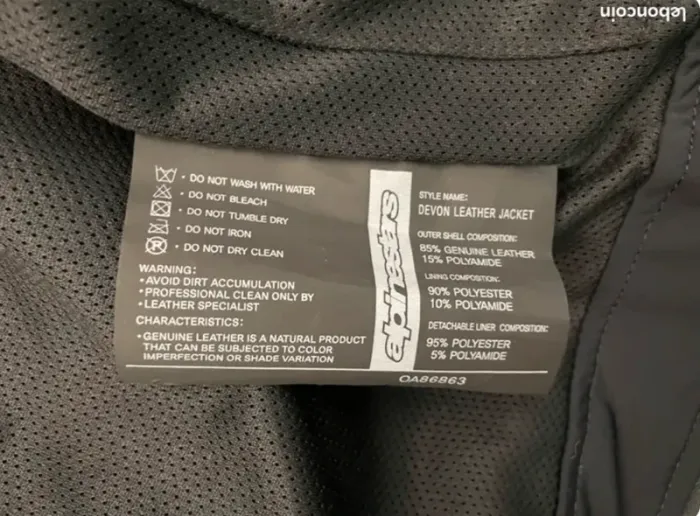 leboncoin
• DO NOT WASH WITH WATER
• DO NOT BLEACH
• DO NOT TUMBLE DRY
• DO NOT IRON
• DO NOT DRY CLEAN
WARNING:
• AVOID DIRT ACCUMULATION
• PROFESSIONAL CLEAN ONLY BY
• LEATHER SPECIALIST
CHARACTERISTICS:
• GENUINE LEATHER IS A NATURAL PRODUCT
THAT CAN BE SUBJECTED TO COLOR
IMPERFECTION OR SHADE VARIATION
alpinestars
STYLE NAME:
DEVON LEATHER JACKET
OUTER SHELL COMPOSITION:
85% GENUINE LEATHER
15% POLYAMIDE
LINING COMPOSITION:
90% POLYESTER
10% POLYAMIDE
DETACHABLE LINER COMPOSITION:
95% POLYESTER
5% POLYAMIDE
OA86863